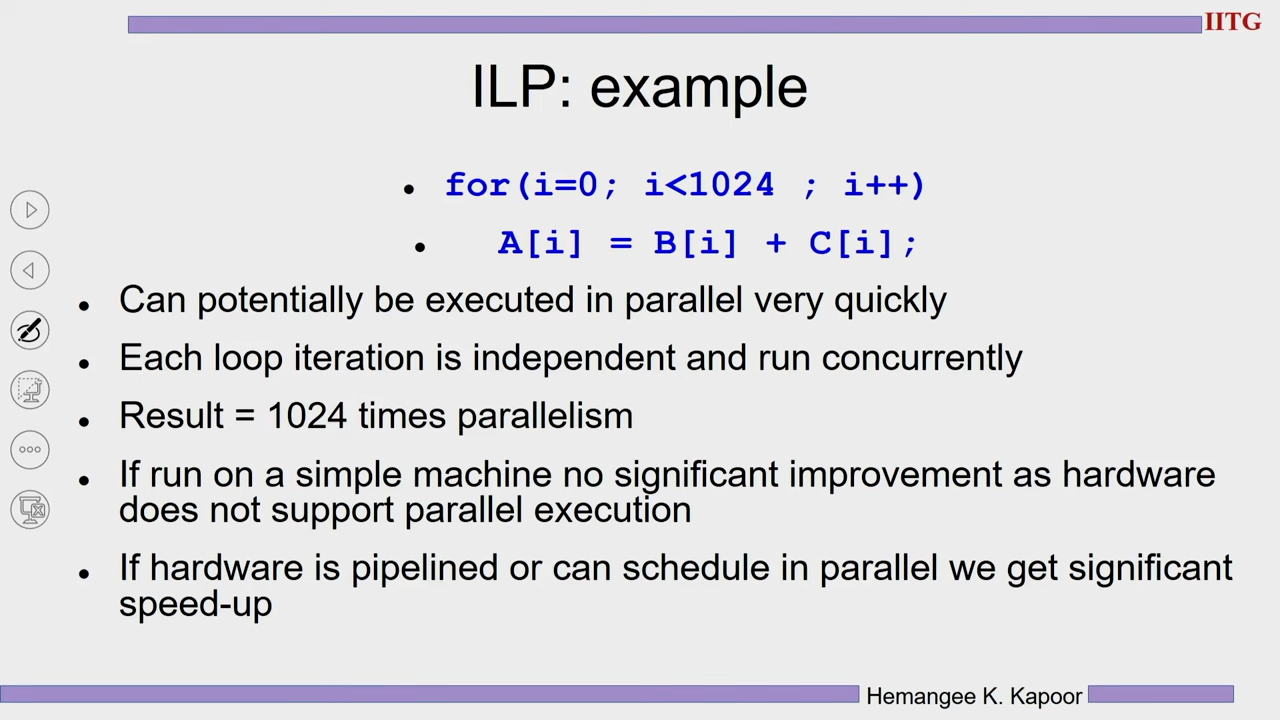 IITG
ILP: example
• for(i=0; i<1024 ; i++)
• A[i] = B[i] + C[i];
• Can potentially be executed in parallel very quickly
• Each loop iteration is independent and run concurrently
• Result = 1024 times parallelism
• If run on a simple machine no significant improvement as hardware
does not support parallel execution
• If hardware is pipelined or can schedule in parallel we get significant
speed-up
Hemangee K. Kapoor